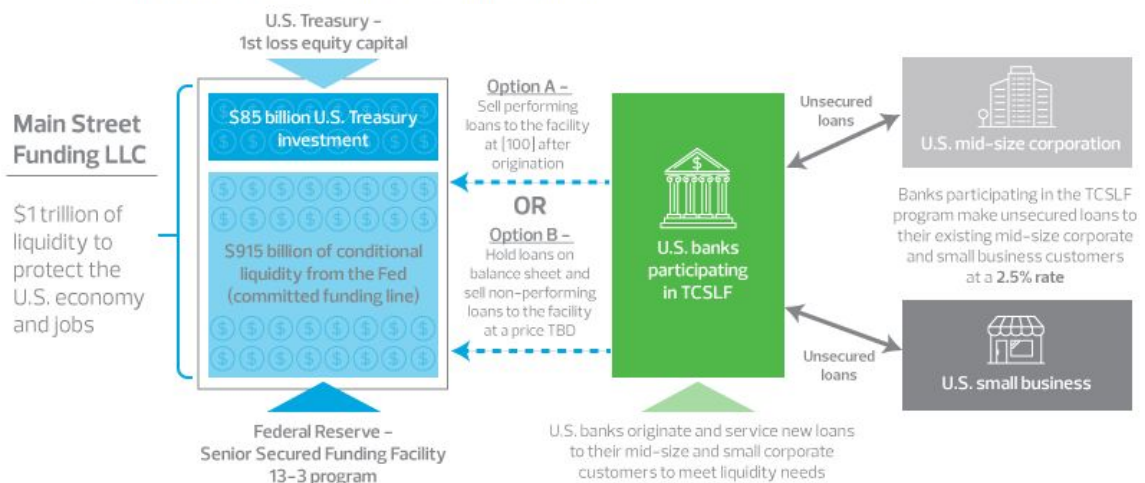 U.S. Treasury –
1st loss equity capital
Main Street
Funding LLC
$1 trillion of
liquidity to
protect the
U.S. economy
and jobs
$85 billion U.S. Treasury
investment
$915 billion of conditional
liquidity from the Fed
(committed funding line)
Federal Reserve –
Senior Secured Funding Facility
13-3 program
Option A –
Sell performing
loans to the facility
at [100] after
origination
OR
Option B –
Hold loans on
balance sheet and
sell non-performing
loans to the facility
at a price TBD
$
U.S. banks
participating
in TCSLF
U.S. banks originate and service new loans
to their mid-size and small corporate
customers to meet liquidity needs
Unsecured
loans
U.S. mid-size corporation
Banks participating in the TCSLF
program make unsecured loans to
their existing mid-size corporate
and small business customers
at a 2.5% rate
Unsecured
loans
U.S. small business